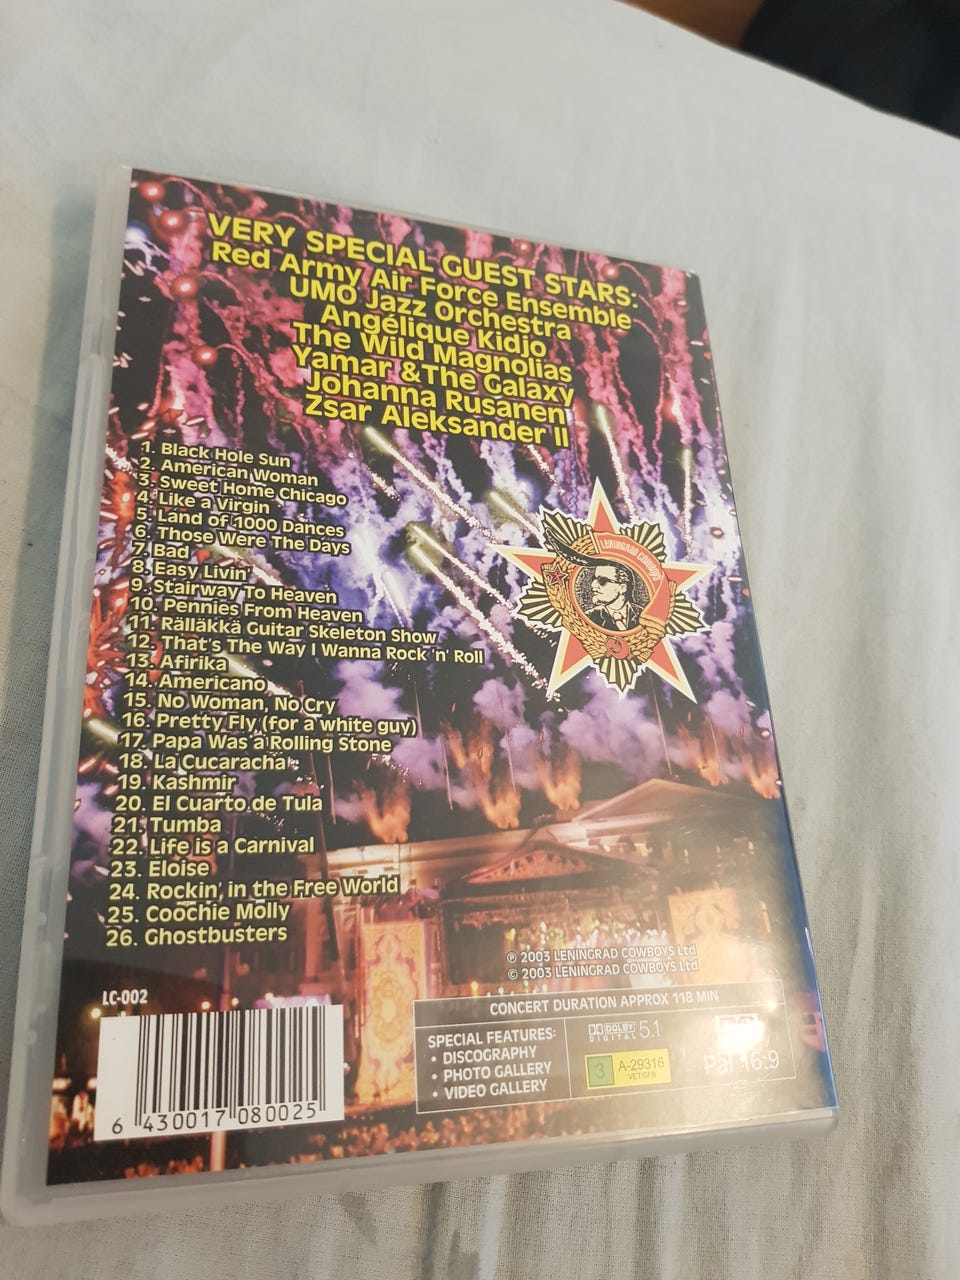 VERY SPECIAL GUEST STARS:
Red Army Air Force Ensemble
UMO Jazz Orchestra
Angélique Kidjo
The Wild Magnolias
Yamar &The Galaxy
Johanna Rusanen
Zsar Aleksander II
1. Black Hole Sun
2. American Woman
3. Sweet Home Chicago
4. Like a Virgin
5. Land of 1000 Dances
6. Those Were The Days
7. Bad
8. Easy Livin'
9. Stairway To Heaven
10. Pennies From Heaven
11. Rälläkkä Guitar Skeleton Show
12. That's The Way I Wanna Rock 'n' Roll
13. Afirika
14. Americano
15. No Woman, No Cry
16. Pretty Fly (for a white guy)
17. Papa Was a Rolling Stone
18. La Cucaracha
19. Kashmir
20. El Cuarto de Tula
21. Tumba
22. Life is a Carnival
23. Eloise
24. Rockin' in the Free World
25. Coochie Molly
26. Ghostbusters
LENINGRAD COWBOYS
℗ 2003 LENINGRAD COWBOYS Ltd
© 2003 LENINGRAD COWBOYS Ltd
LC-002
6 430017 080025
CONCERT DURATION APPROX 118 MIN
SPECIAL FEATURES:
• DISCOGRAPHY
• PHOTO GALLERY
• VIDEO GALLERY
DOLBY
DIGITAL 5.1
3 A-29316
VET/SFB
Pal 16:9